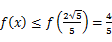 f(x) ≤ f(2√5/5) = 4/5